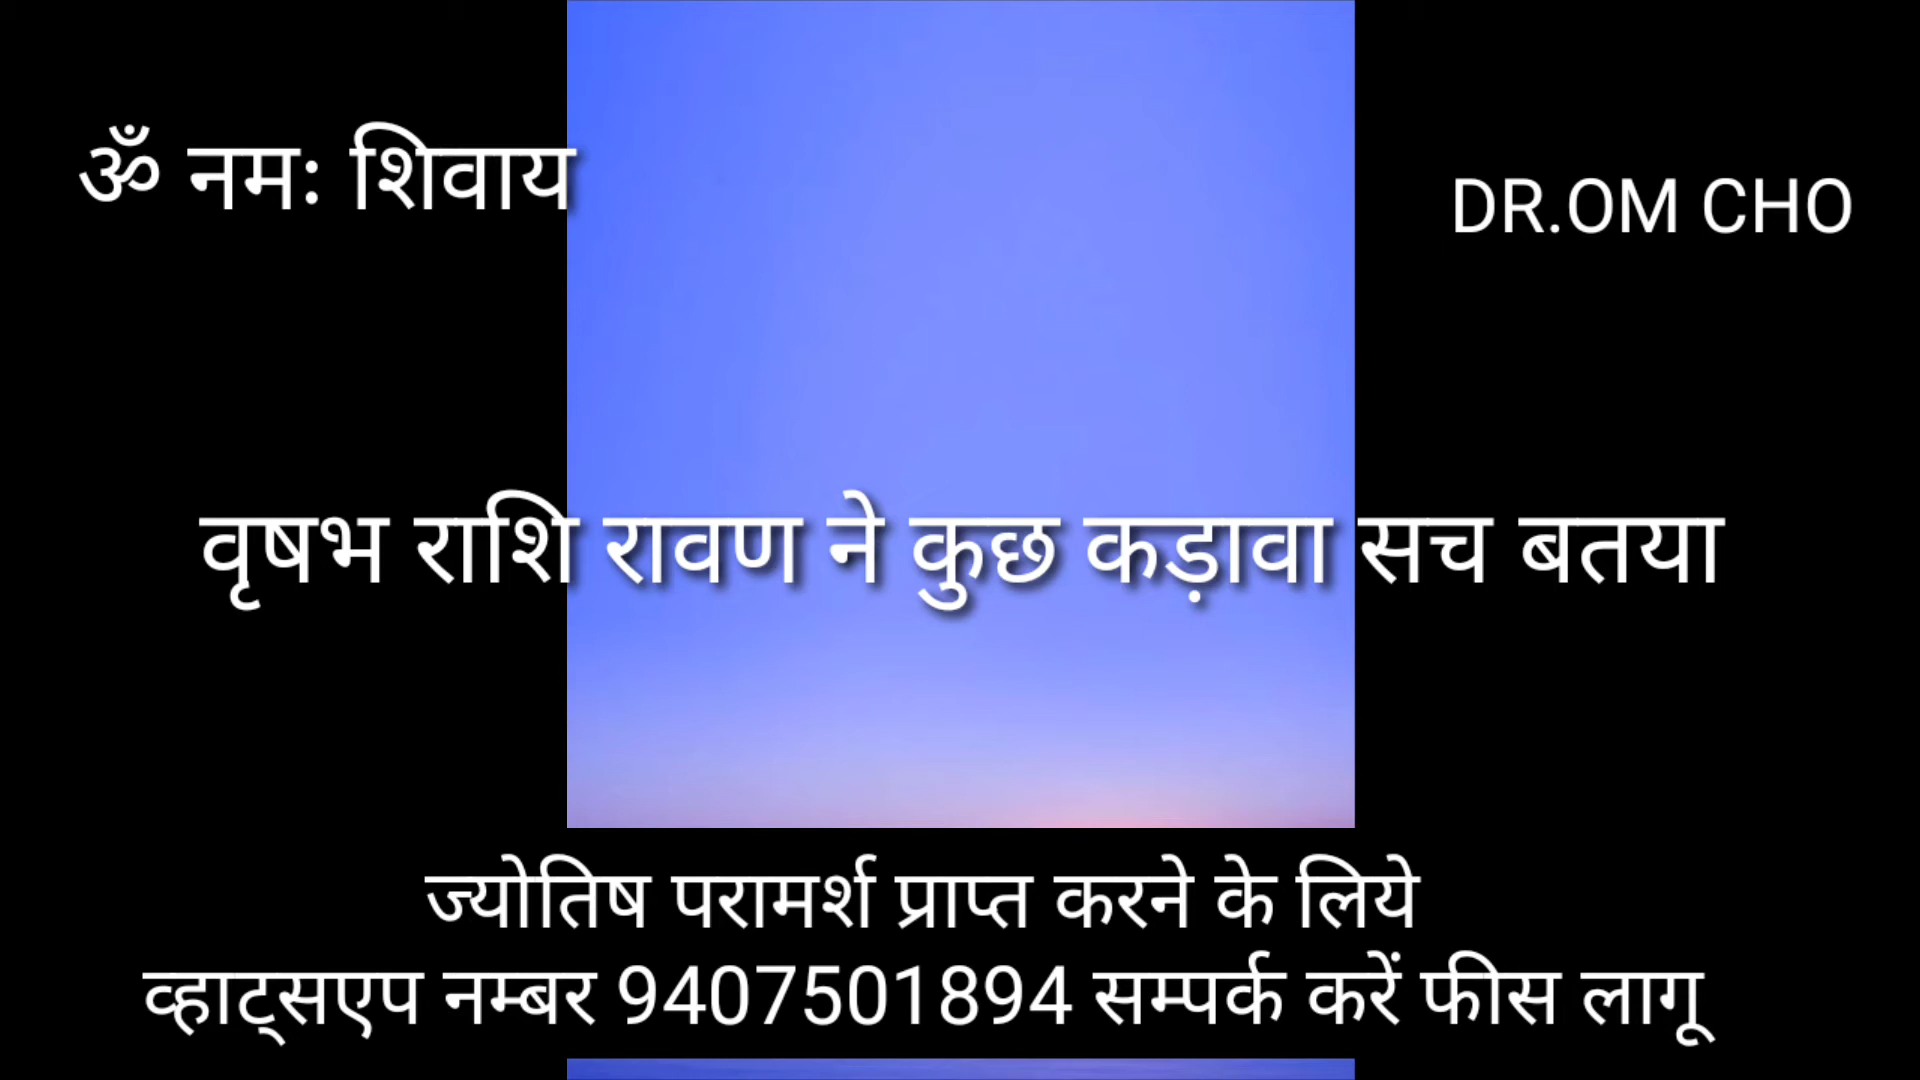 ॐ नमः शिवाय
DR.OM CHO
वृषभ राशि रावण ने कुछ कड़ावा सच बतया
ज्योतिष परामर्श प्राप्त करने के लिये
व्हाट्सएप नम्बर 9407501894 सम्पर्क करें फीस लागू